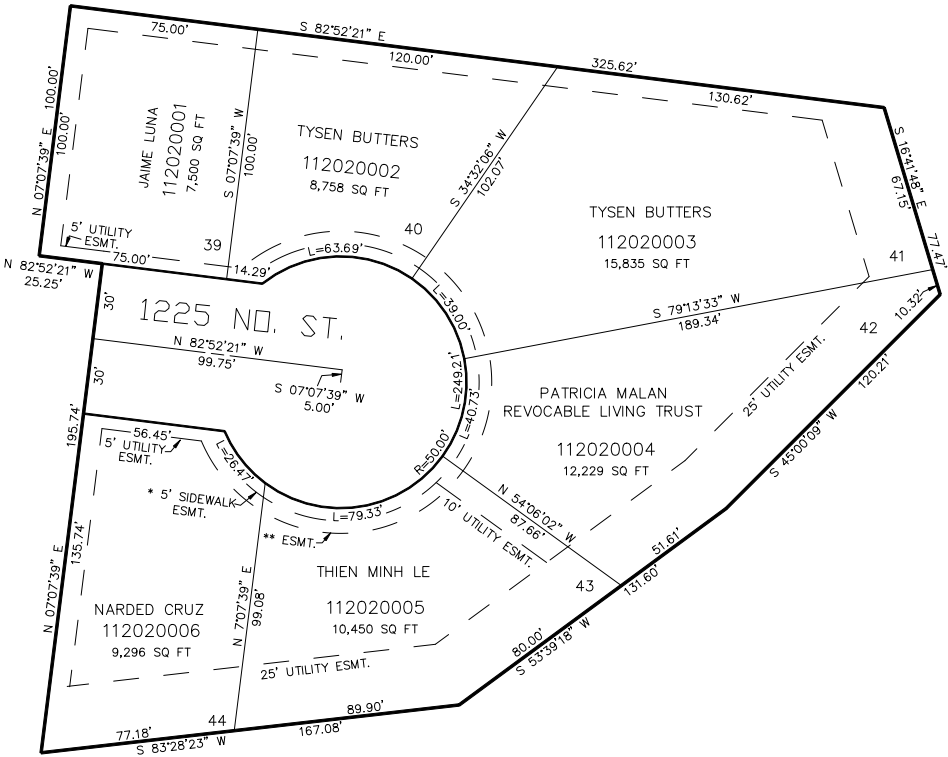 75.00'
S 82°52'21" E
120.00'
325.62'
130.62'
N 07°07'39" E 100.00'
100.00'
JAIME LUNA
112020001
7,500 SQ FT
S 07°07'39" W
100.00'
TYSEN BUTTERS
112020002
8,758 SQ FT
S 34°32'06" W
102.07'
TYSEN BUTTERS
112020003
15,835 SQ FT
S 16°41'48" E
67.15'
77.47'
5' UTILITY
ESMT.
39
40
41
75.00'
14.29'
L=63.69'
N 82°52'21" W
25.25'
30'
1225 NO. ST.
L=39.00'
S 79°13'33" W
189.34'
10.32'
42
N 82°52'21" W
99.75'
30'
S 07°07'39" W
5.00'
L=249.21'
L=40.73'
R=50.00'
PATRICIA MALAN
REVOCABLE LIVING TRUST
112020004
12,229 SQ FT
25' UTILITY ESMT.
120.21'
S 45°00'09" W
195.74'
56.45'
5' UTILITY
ESMT.
L=26.47'
* 5' SIDEWALK
ESMT.
L=79.33'
** ESMT.
10' UTILITY ESMT.
N 54°06'02" W
87.66'
51.61'
131.60'
43
135.74'
N 07°07'39" E
NARDED CRUZ
112020006
9,296 SQ FT
N 7°07'39" E
99.08'
THIEN MINH LE
112020005
10,450 SQ FT
25' UTILITY ESMT.
80.00'
S 53°39'18" W
44
77.18'
89.90'
S 83°28'23" W
167.08'